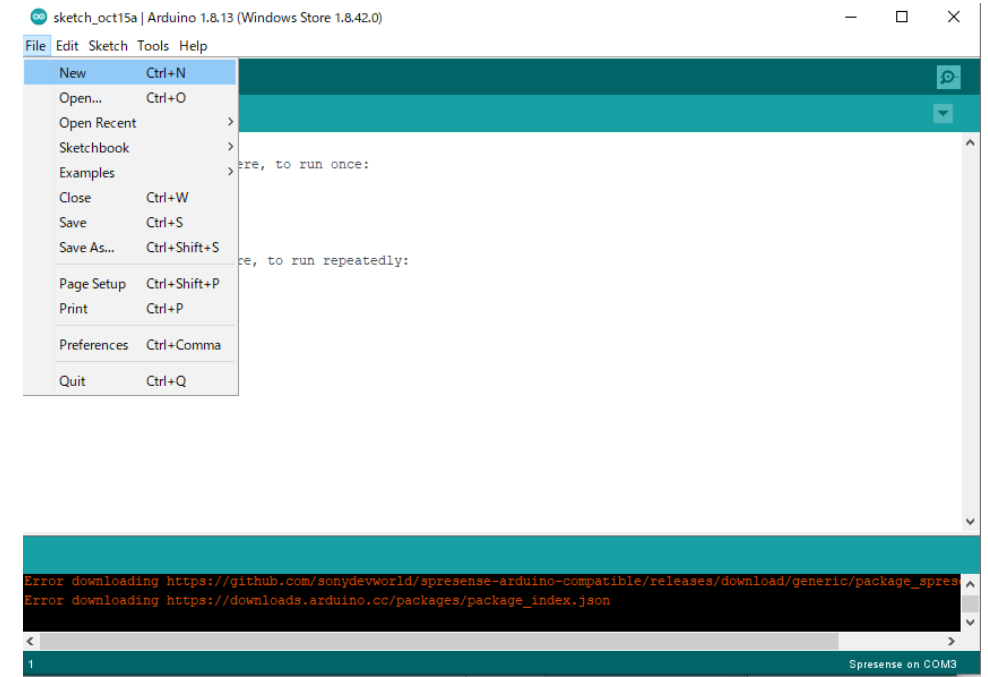 sketch_oct15a | Arduino 1.8.13 (Windows Store 1.8.42.0)
File Edit Sketch Tools Help
New Ctrl+N
Open... Ctrl+O
Open Recent
Sketchbook
Examples
Close Ctrl+W
Save Ctrl+S
Save As... Ctrl+Shift+S
Page Setup Ctrl+Shift+P
Print Ctrl+P
Preferences Ctrl+Comma
Quit Ctrl+Q
ere, to run once:
re, to run repeatedly:
Error downloading https://github.com/sonydevworld/spresense-arduino-compatible/releases/download/generic/package_spres
Error downloading https://downloads.arduino.cc/packages/package_index.json
1 Spresense on COM3